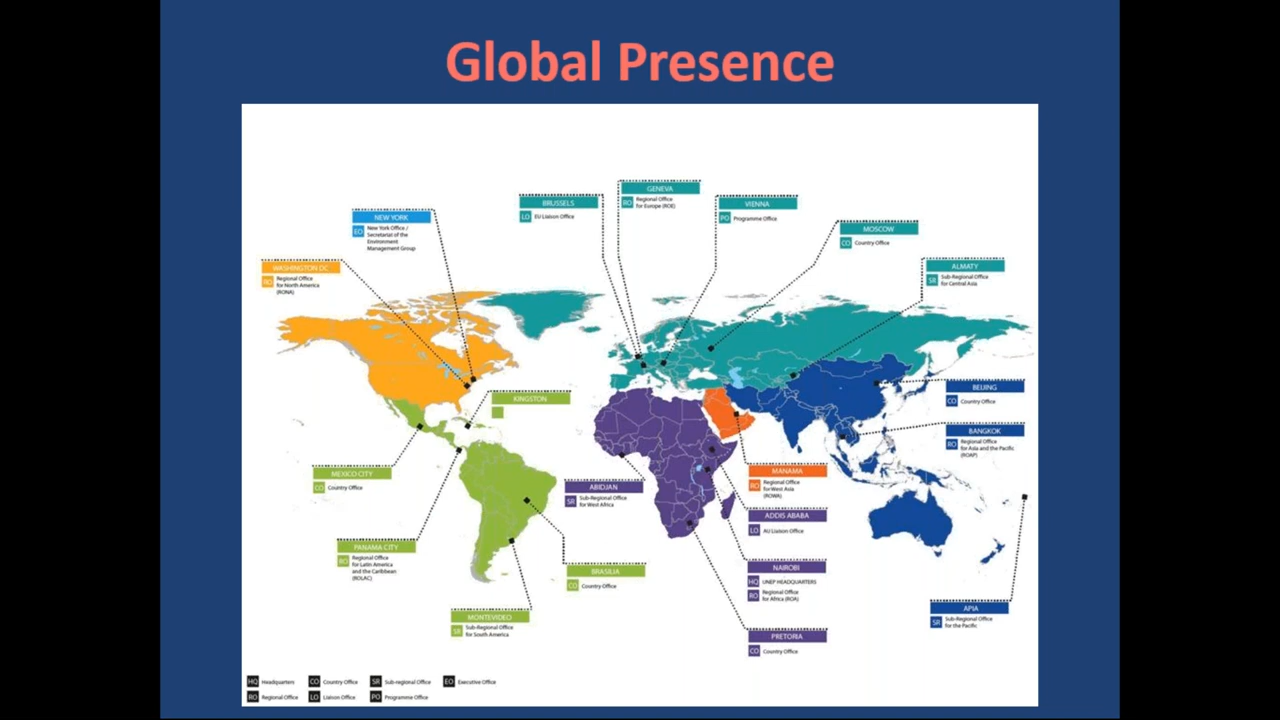 Global Presence
GENEVA
RO Regional Office
for Europe (ROE)
BRUSSELS
LO EU Liaison Office
VIENNA
PO Programme Office
NEW YORK
EO New York Office /
Secretariat of the
Environment
Management Group
MOSCOW
CO Country Office
WASHINGTON DC
RO Regional Office
for North America
(RONA)
ALMATY
SR Sub-Regional Office
for Central Asia
KINGSTON
BEIJING
CO Country Office
BANGKOK
RO Regional Office
for Asia and the Pacific
(ROAP)
MEXICO CITY
CO Country Office
ABIDJAN
SR Sub-Regional Office
for West Africa
MANAMA
RO Regional Office
for West Asia
(ROWA)
ADDIS ABABA
LO AU Liaison Office
PANAMA CITY
RO Regional Office
for Latin America
and the Caribbean
(ROLAC)
BRASILIA
CO Country Office
NAIROBI
HQ UNEP HEADQUARTERS
RO Regional Office
for Africa (ROA)
MONTEVIDEO
SR Sub-Regional Office
for South America
APIA
SR Sub-Regional Office
for the Pacific
PRETORIA
CO Country Office
HQ Headquarters CO Country Office SR Sub-regional Office EO Executive Office
RO Regional Office LO Liaison Office PO Programme Office